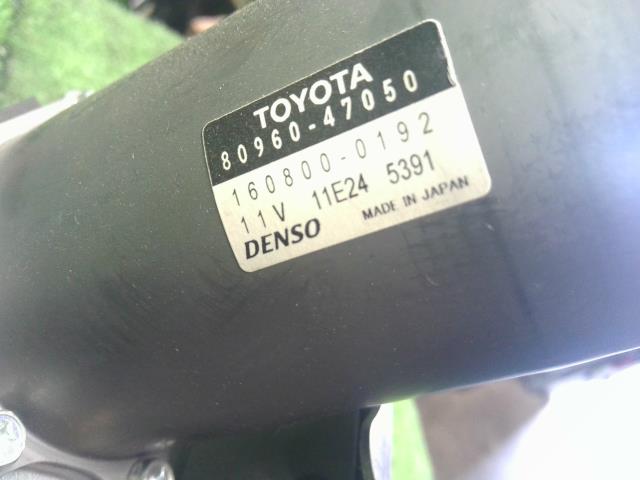 TOYOTA
80960-47050
160800-0192
11V 11E24 5391
DENSO MADE IN JAPAN